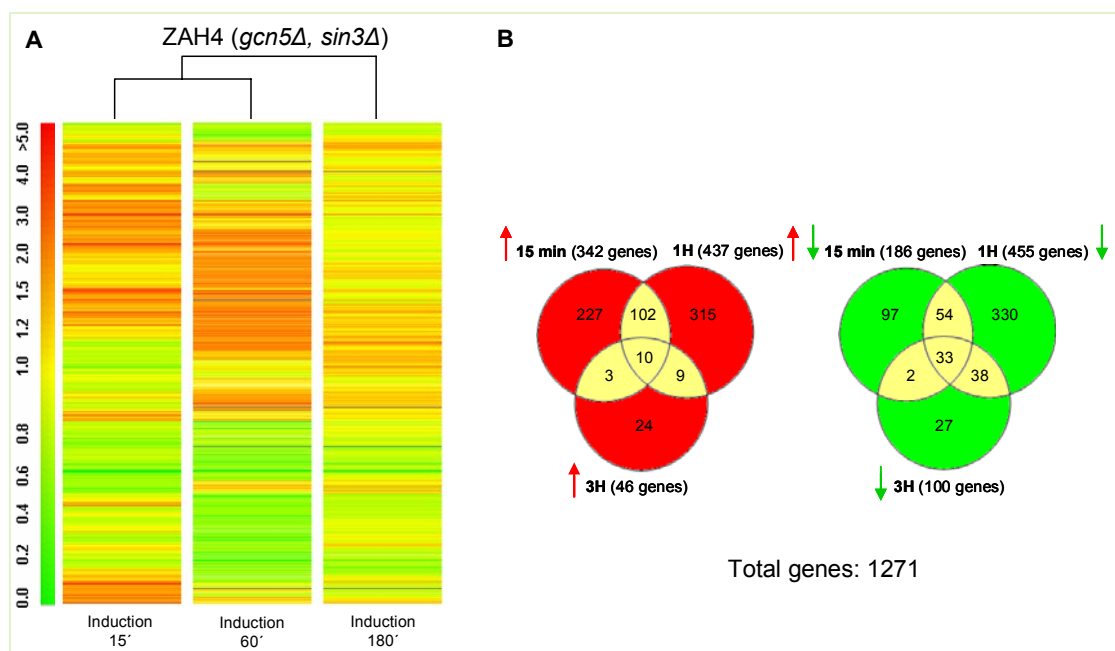 A
ZAH4 (gcn5Δ, sin3Δ)
>5.0
4.0
3.0
2.0
1.5
1.2
1.0
0.8
0.6
0.4
0.2
0.0
Induction
15´
Induction
60´
Induction
180´
B
15 min (342 genes)
1H (437 genes)
227
102
315
10
3
9
24
3H (46 genes)
15 min (186 genes)
1H (455 genes)
97
54
330
33
2
38
27
3H (100 genes)
Total genes: 1271